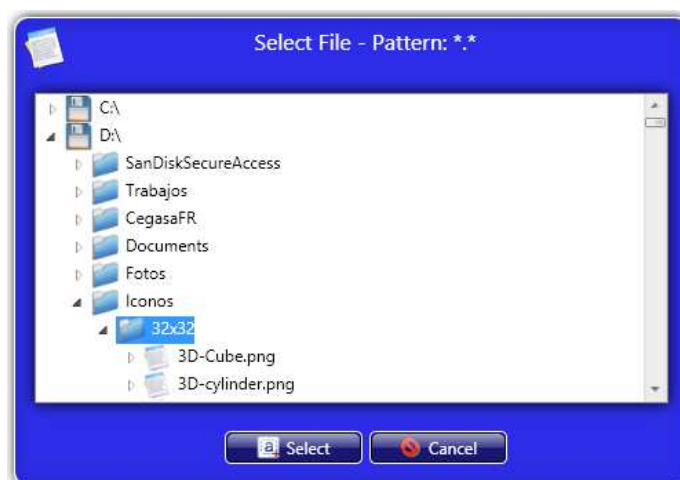 Select File - Pattern: *.*
C:\
D:\
SanDiskSecureAccess
Trabajos
CegasaFR
Documents
Fotos
Iconos
32x32
3D-Cube.png
3D-cylinder.png
Select
Cancel